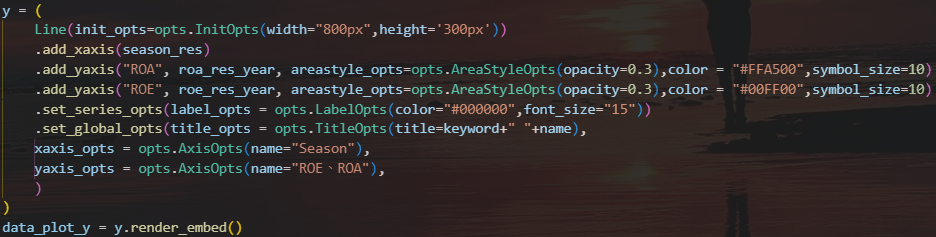 y = (
Line(init_opts=opts.InitOpts(width="800px",height='300px'))
.add_xaxis(season_res)
.add_yaxis("ROA", roa_res_year, areastyle_opts=opts.AreaStyleOpts(opacity=0.3),color = "#FFA500",symbol_size=10)
.add_yaxis("ROE", roe_res_year, areastyle_opts=opts.AreaStyleOpts(opacity=0.3),color = "#00FF00",symbol_size=10)
.set_series_opts(label_opts = opts.LabelOpts(color="#000000",font_size="15"))
.set_global_opts(title_opts = opts.TitleOpts(title=keyword+" "+name),
xaxis_opts = opts.AxisOpts(name="Season"),
yaxis_opts = opts.AxisOpts(name="ROE、ROA"),
)
)
data_plot_y = y.render_embed()